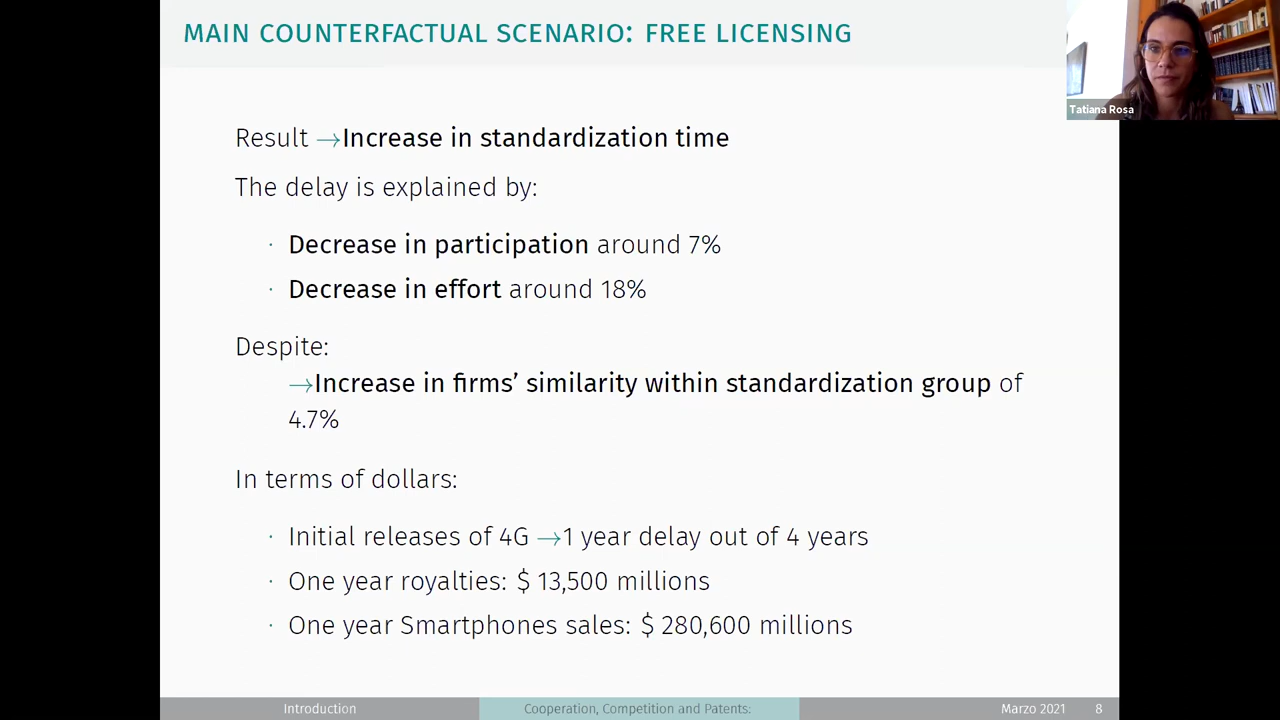 MAIN COUNTERFACTUAL SCENARIO: FREE LICENSING
Tatiana Rosa
Result →Increase in standardization time
The delay is explained by:
· Decrease in participation around 7%
· Decrease in effort around 18%
Despite:
→Increase in firms’ similarity within standardization group of
4.7%
In terms of dollars:
· Initial releases of 4G →1 year delay out of 4 years
· One year royalties: $ 13,500 millions
· One year Smartphones sales: $ 280,600 millions
Introduction
Cooperation, Competition and Patents:
Marzo 2021 8